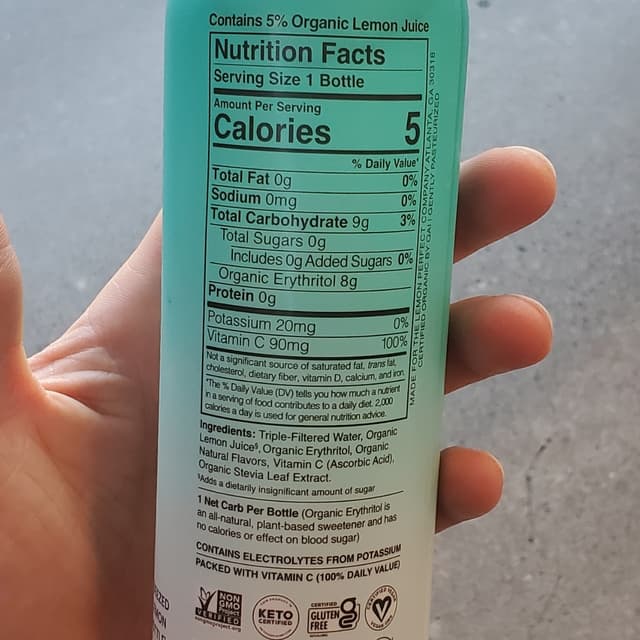 Contains 5% Organic Lemon Juice
Nutrition Facts
Serving Size 1 Bottle
Amount Per Serving
Calories 5
% Daily Value*
Total Fat 0g 0%
Sodium 0mg 0%
Total Carbohydrate 9g 3%
Total Sugars 0g
Includes 0g Added Sugars 0%
Organic Erythritol 8g
Protein 0g
Potassium 20mg 0%
Vitamin C 90mg 100%
Not a significant source of saturated fat, trans fat,
cholesterol, dietary fiber, vitamin D, calcium, and iron.
*The % Daily Value (DV) tells you how much a nutrient
in a serving of food contributes to a daily diet. 2,000
calories a day is used for general nutrition advice.
MADE FOR THE LEMON PERFECT COMPANY ATLANTA, GA 30318
CERTIFIED ORGANIC BY QAI | GENTLY PASTEURIZED
Ingredients: Triple-Filtered Water, Organic
Lemon Juice§, Organic Erythritol, Organic
Natural Flavors, Vitamin C (Ascorbic Acid),
Organic Stevia Leaf Extract.
§Adds a dietarily insignificant amount of sugar
1 Net Carb Per Bottle (Organic Erythritol is
an all-natural, plant-based sweetener and has
no calories or effect on blood sugar)
CONTAINS ELECTROLYTES FROM POTASSIUM
PACKED WITH VITAMIN C (100% DAILY VALUE)
NON
GMO
Project
VERIFIED
nongmoproject.org
KETO
CERTIFIED
CERTIFIED
GLUTEN
FREE